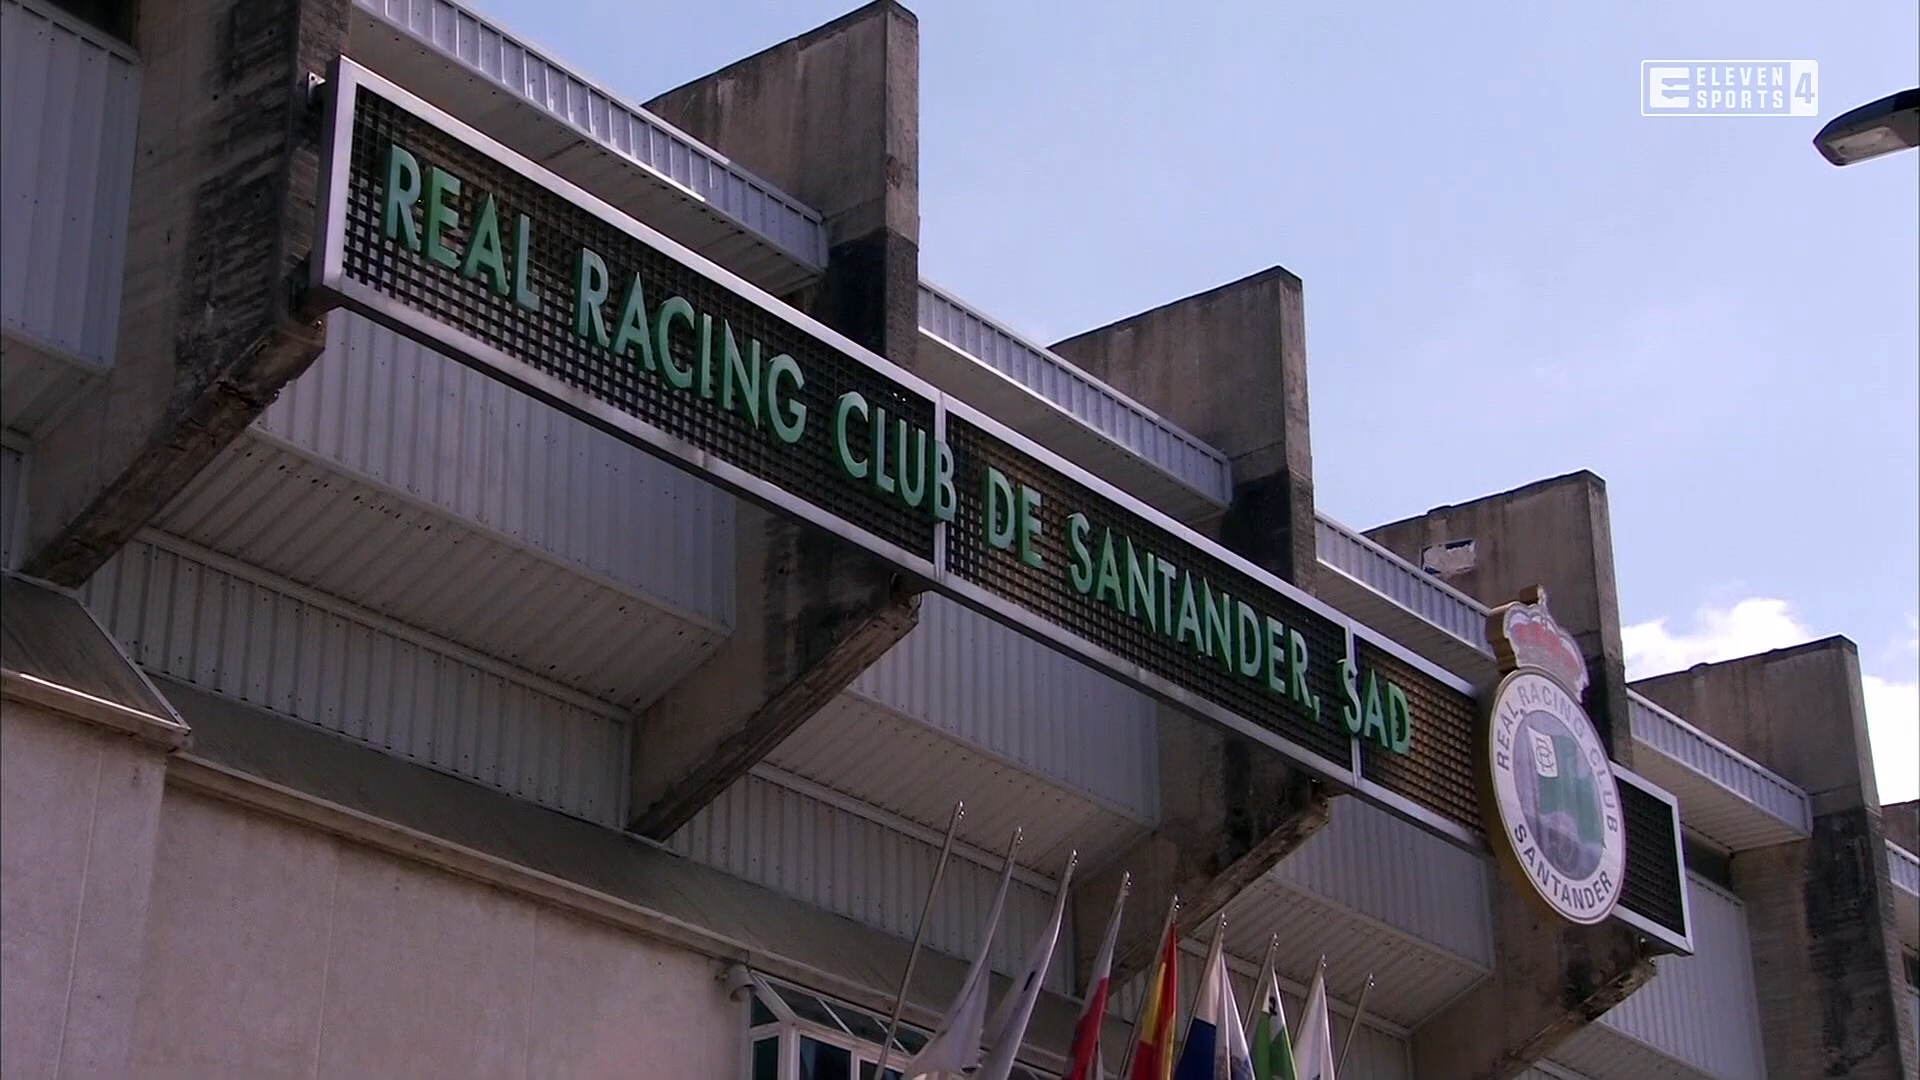 REAL RACING CLUB DE SANTANDER, SAD
REAL RACING CLUB
SANTANDER
ELEVEN
SPORTS 4